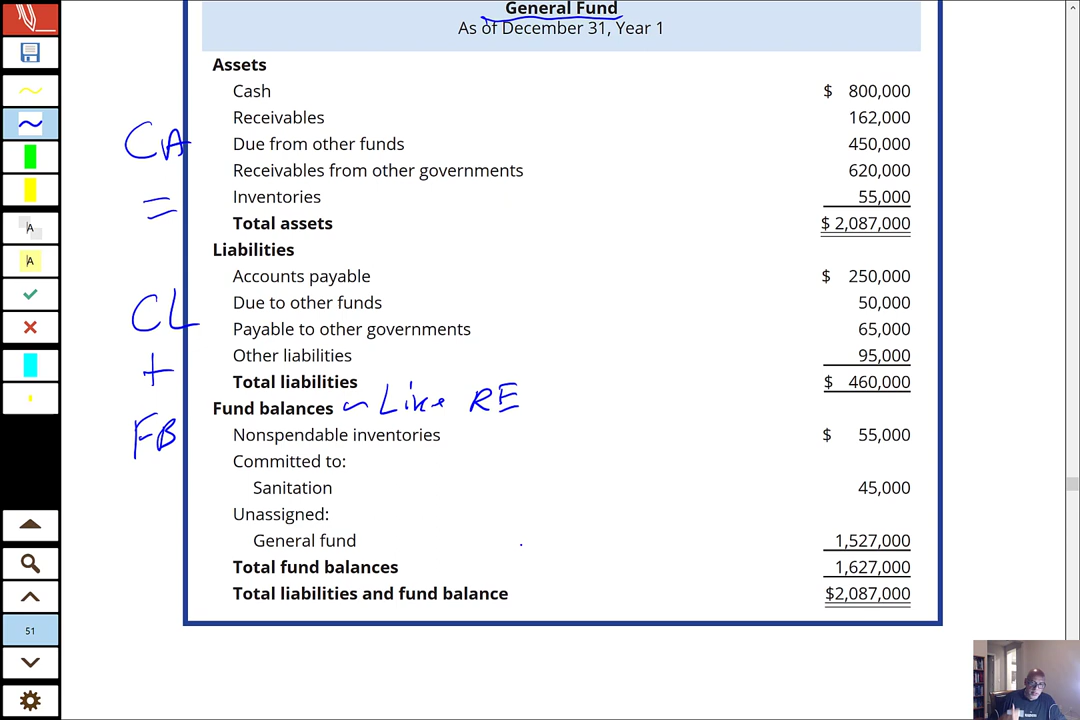 General Fund
As of December 31, Year 1
Assets
Cash $ 800,000
Receivables 162,000
CA
Due from other funds 450,000
Receivables from other governments 620,000
=
Inventories 55,000
Total assets $ 2,087,000
Liabilities
A
A
Accounts payable $ 250,000
Due to other funds 50,000
CL
Payable to other governments 65,000
Other liabilities 95,000
+
Total liabilities $ 460,000
Fund balances ~ Like RE
FB
Nonspendable inventories $ 55,000
Committed to:
Sanitation 45,000
Unassigned:
General fund 1,527,000
Total fund balances 1,627,000
Total liabilities and fund balance $2,087,000
51